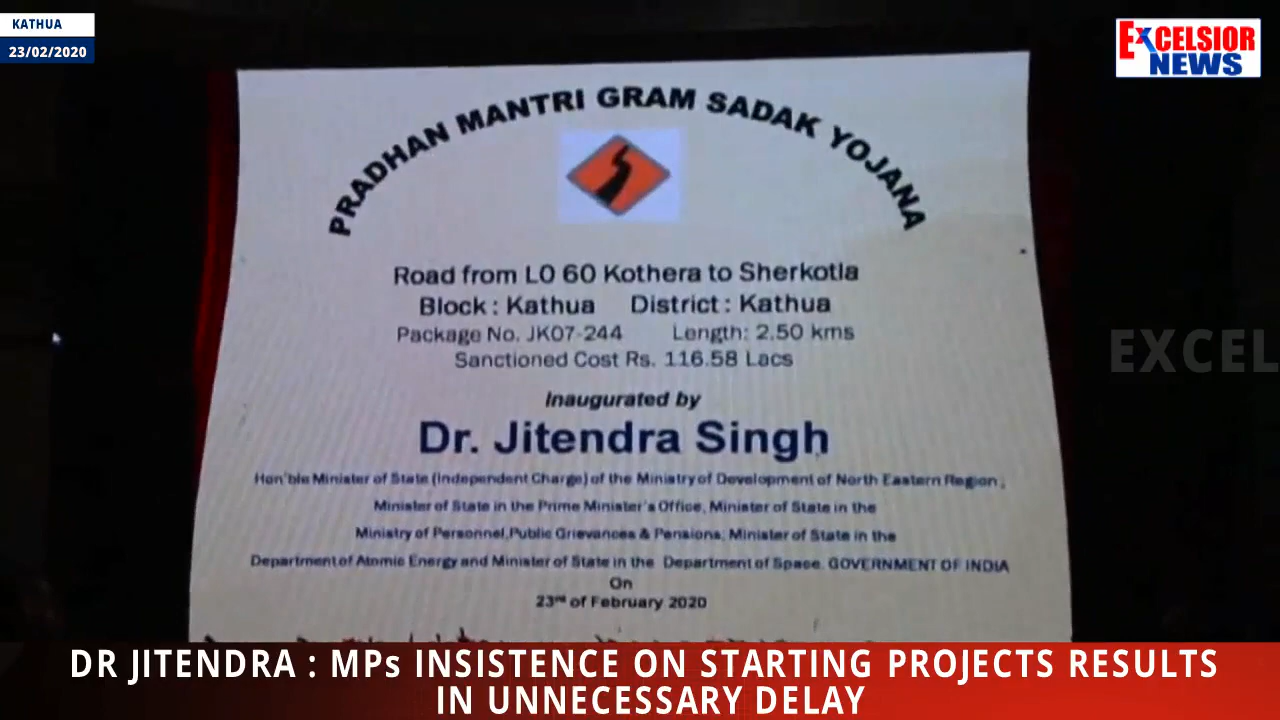 KATHUA
23/02/2020
EXCELSIOR
NEWS
PRADHAN MANTRI GRAM SADAK YOJANA
Road from L0 60 Kothera to Sherkotla
Block : Kathua District : Kathua
Package No. JK07-244 Length: 2.50 kms
Sanctioned Cost Rs. 116.58 Lacs
EXCEL
Inaugurated by
Dr. Jitendra Singh
Hon'ble Minister of State (Independent Charge) of the Ministry of Development of North Eastern Region ,
Minister of State in the Prime Minister's Office, Minister of State in the
Ministry of Personnel, Public Grievances & Pensions, Minister of State in the
Department of Atomic Energy and Minister of State in the Department of Space. GOVERNMENT OF INDIA
On
23rd of February 2020
DR JITENDRA : MPs INSISTENCE ON STARTING PROJECTS RESULTS
IN UNNECESSARY DELAY